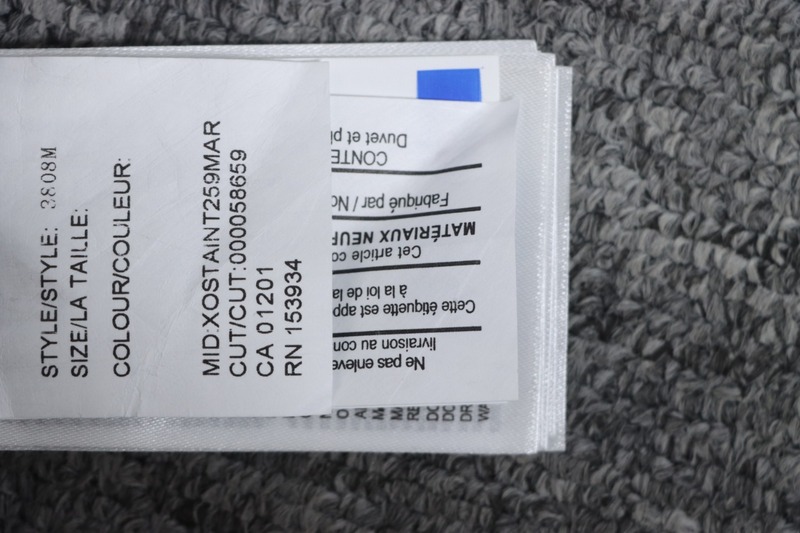 STYLE/STYLE: 3808M
SIZE/LA TAILLE:
COLOUR/COULEUR:
MID:XOSTAINT259MAR
CUT/CUT:000058659
CA 01201
RN 153934
Ne pas enleve
livraison au con
Cette étiquette est app
à la loi de la
Cet article co
MATÉRIAUX NEUF
Fabriqué par / No
CONTE
Duvet et pl